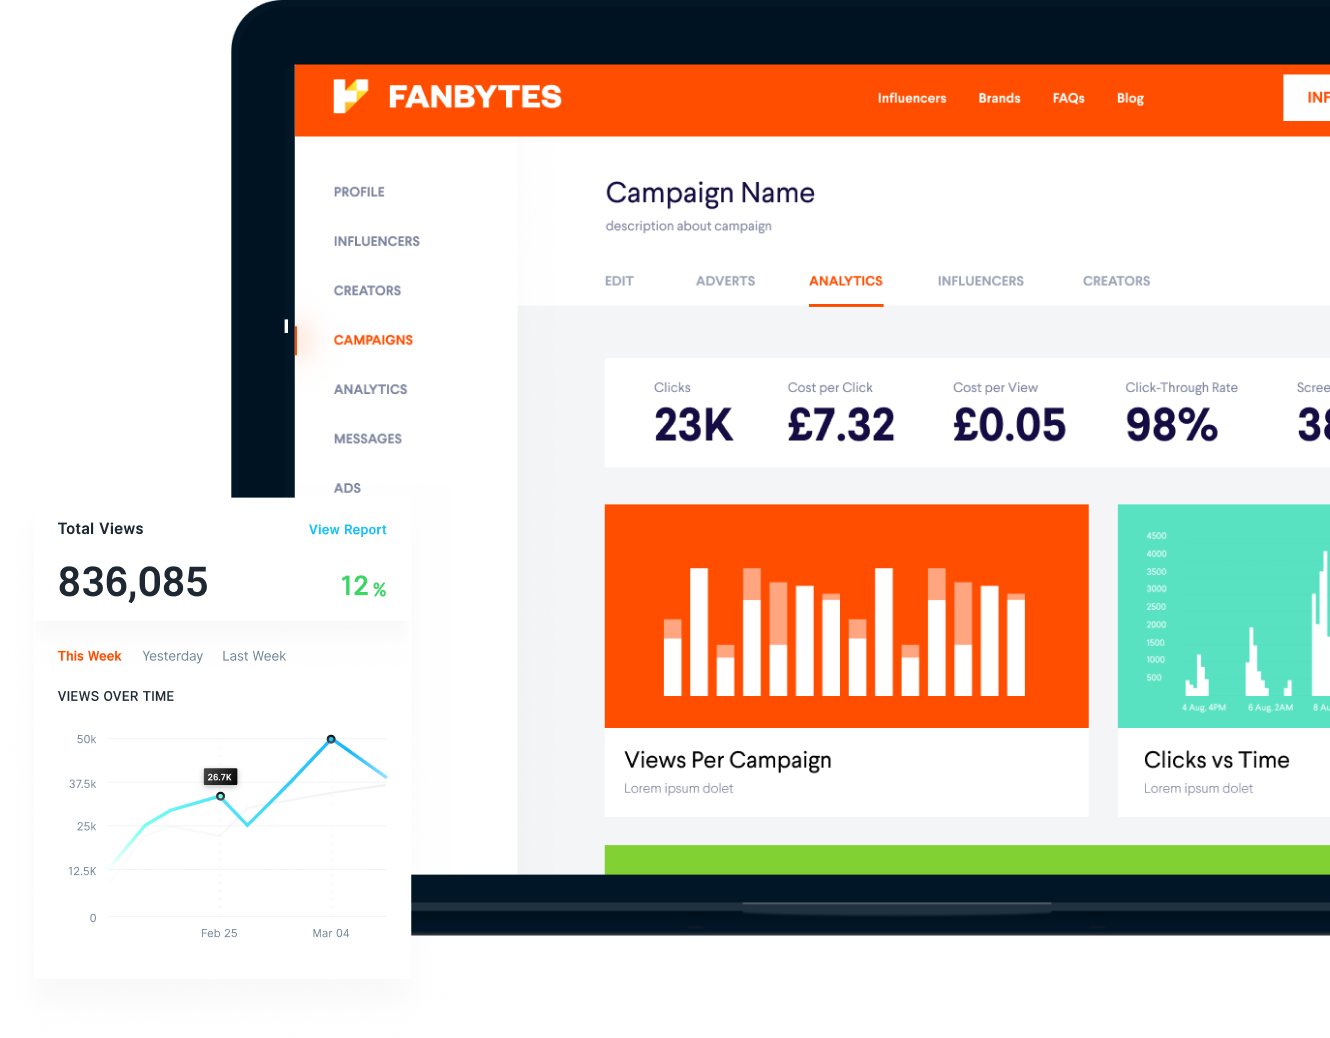 FANBYTES
Influencers Brands FAQs Blog INF
PROFILE
INFLUENCERS
CREATORS
CAMPAIGNS
ANALYTICS
MESSAGES
ADS
Campaign Name
description about campaign
EDIT ADVERTS ANALYTICS INFLUENCERS CREATORS
Clicks Cost per Click Cost per View Click-Through Rate Scree
23K £7.32 £0.05 98% 38
Views Per Campaign
Lorem ipsum dolet
4500
4000
3500
3000
2500
2000
1500
1000
500
4 Aug, 4PM 6 Aug, 2AM 8 Au
Clicks vs Time
Lorem ipsum dolet
Total Views View Report
836,085 12 %
This Week Yesterday Last Week
VIEWS OVER TIME
50k
37.5k
26.7K
25k
12.5K
0
Feb 25 Mar 04